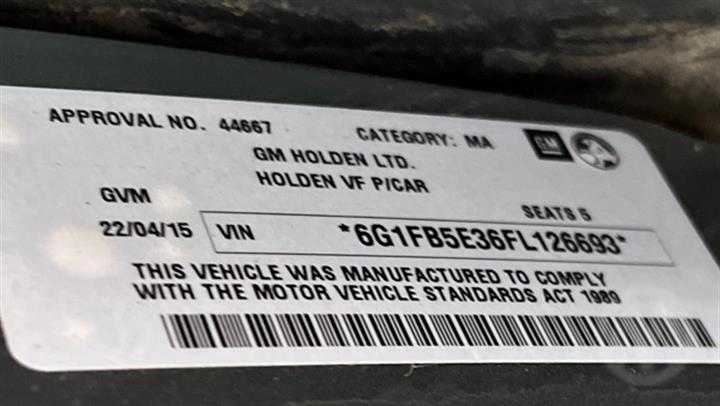 APPROVAL NO. 44667 CATEGORY: MA GM
GM HOLDEN LTD.
HOLDEN VF P/CAR
GVM SEATS 5
22/04/15 VIN *6G1FB5E36FL126693*
THIS VEHICLE WAS MANUFACTURED TO COMPLY
WITH THE MOTOR VEHICLE STANDARDS ACT 1989